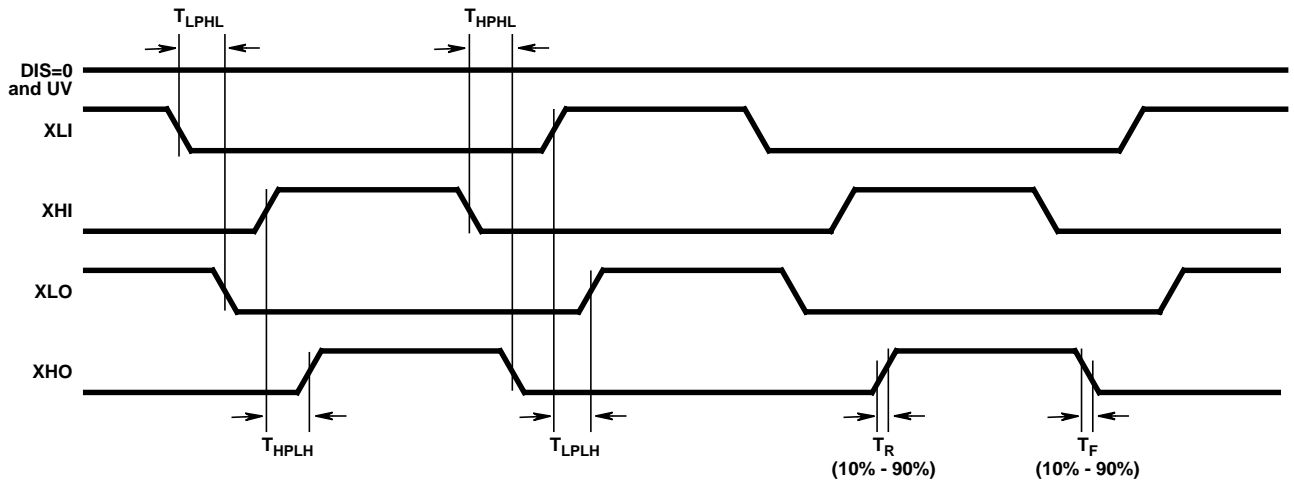 TLPHL
THPHL
DIS=0
and UV
XLI
XHI
XLO
XHO
THPLH
TLPLH
TR
(10% - 90%)
TF
(10% - 90%)